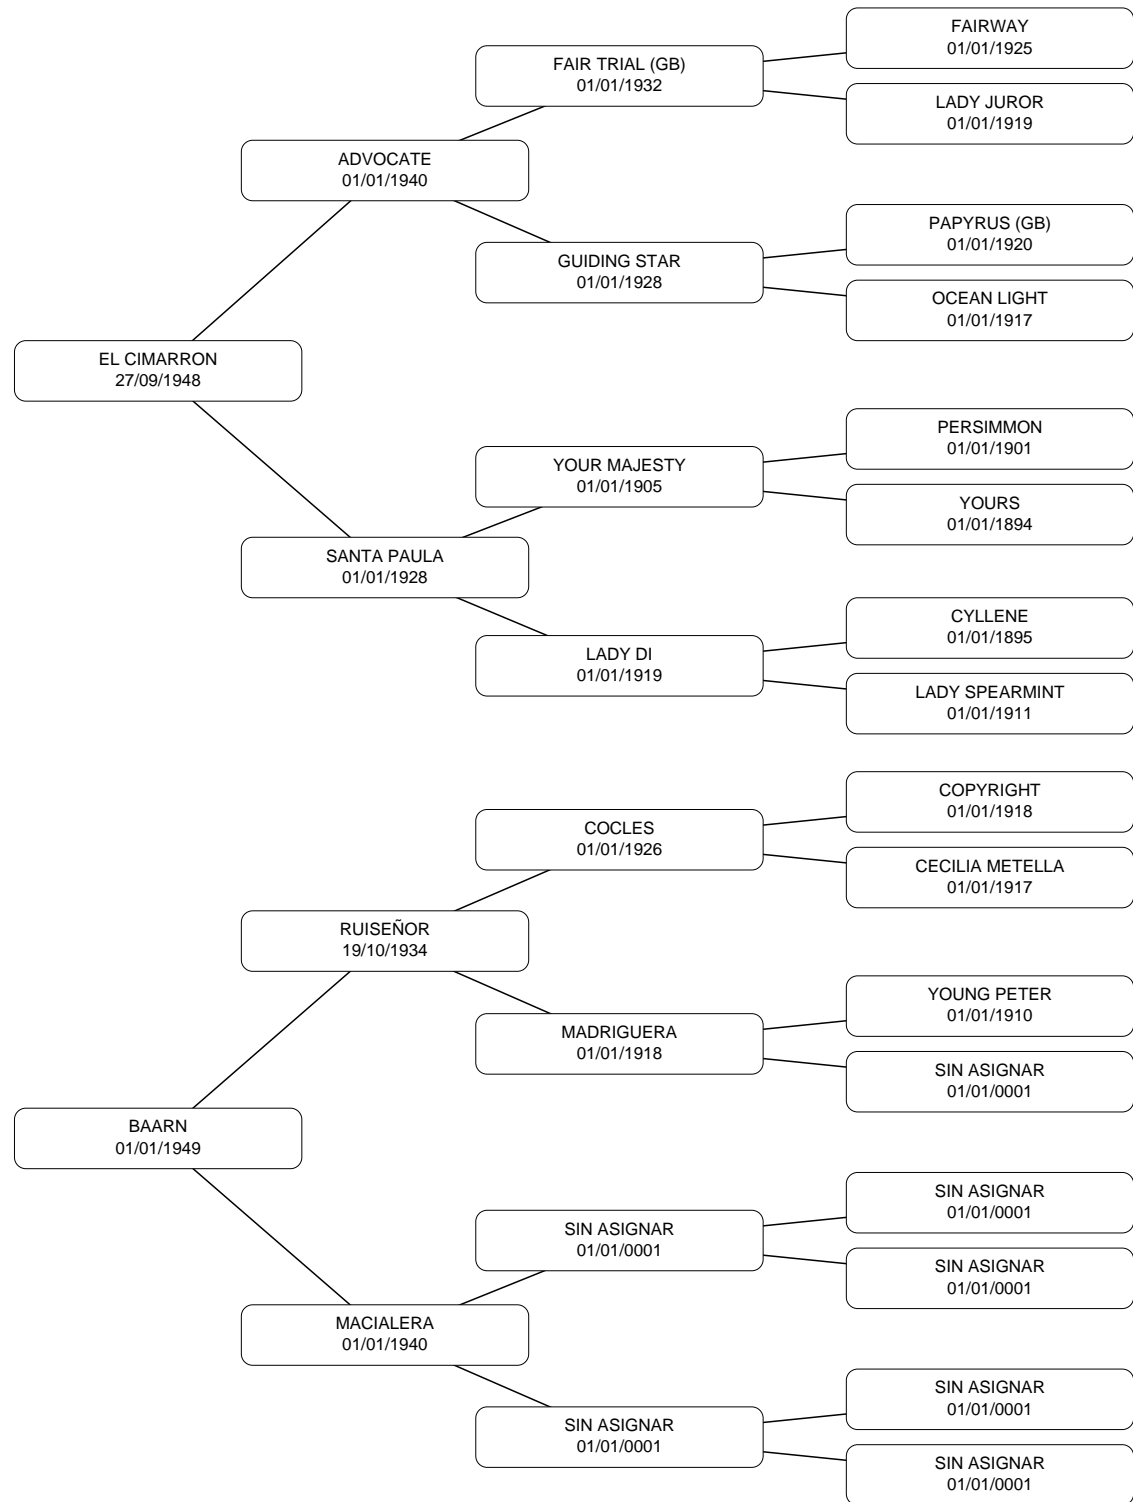 FAIRWAY
01/01/1925
FAIR TRIAL (GB)
01/01/1932
LADY JUROR
01/01/1919
ADVOCATE
01/01/1940
PAPYRUS (GB)
01/01/1920
GUIDING STAR
01/01/1928
OCEAN LIGHT
01/01/1917
EL CIMARRON
27/09/1948
PERSIMMON
01/01/1901
YOUR MAJESTY
01/01/1905
YOURS
01/01/1894
SANTA PAULA
01/01/1928
CYLLENE
01/01/1895
LADY DI
01/01/1919
LADY SPEARMINT
01/01/1911
COPYRIGHT
01/01/1918
COCLES
01/01/1926
CECILIA METELLA
01/01/1917
RUISEÑOR
19/10/1934
YOUNG PETER
01/01/1910
MADRIGUERA
01/01/1918
SIN ASIGNAR
01/01/0001
BAARN
01/01/1949
SIN ASIGNAR
01/01/0001
SIN ASIGNAR
01/01/0001
SIN ASIGNAR
01/01/0001
MACIALERA
01/01/1940
SIN ASIGNAR
01/01/0001
SIN ASIGNAR
01/01/0001
SIN ASIGNAR
01/01/0001